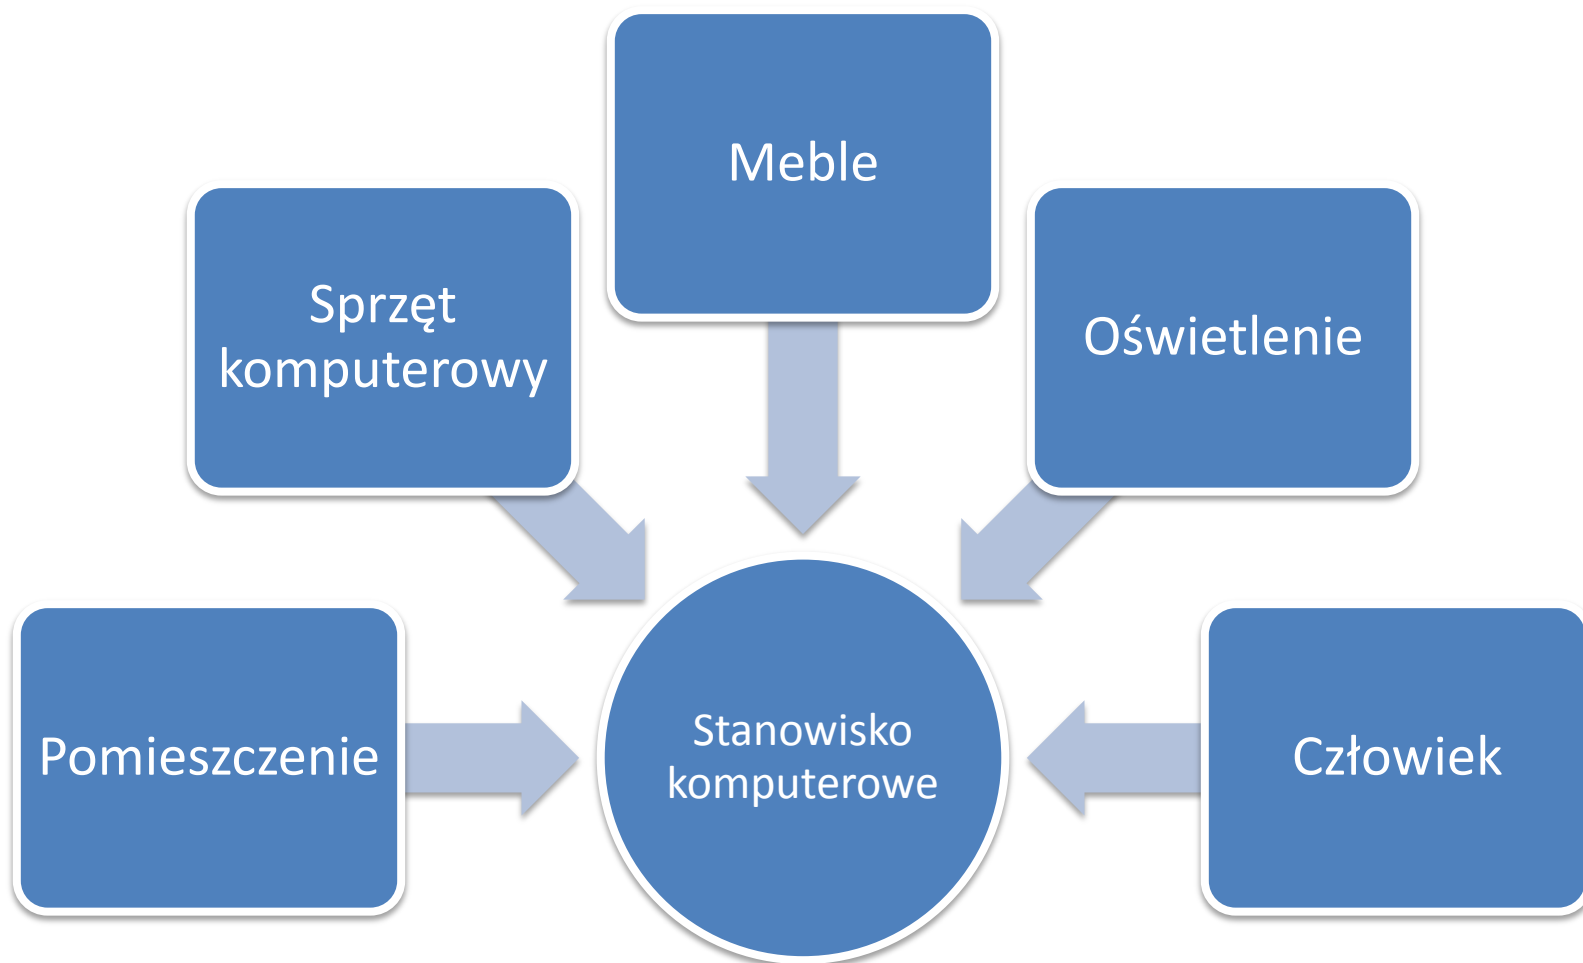 Meble
Sprzęt
komputerowy
Oświetlenie
Pomieszczenie
Stanowisko
komputerowe
Człowiek